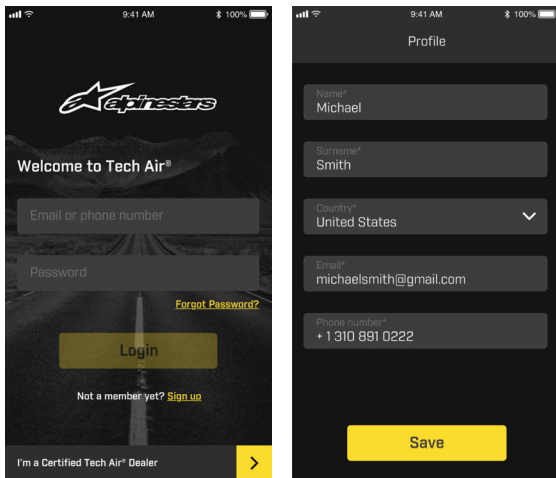 9:41 AM
100%
alpinestars
Welcome to Tech Air®
Email or phone number
Password
Forgot Password?
Login
Not a member yet? Sign up
I'm a Certified Tech Air® Dealer
9:41 AM
100%
Profile
Name*
Michael
Surname*
Smith
Country*
United States
Email*
michaelsmith@gmail.com
Phone number*
+ 1 310 891 0222
Save